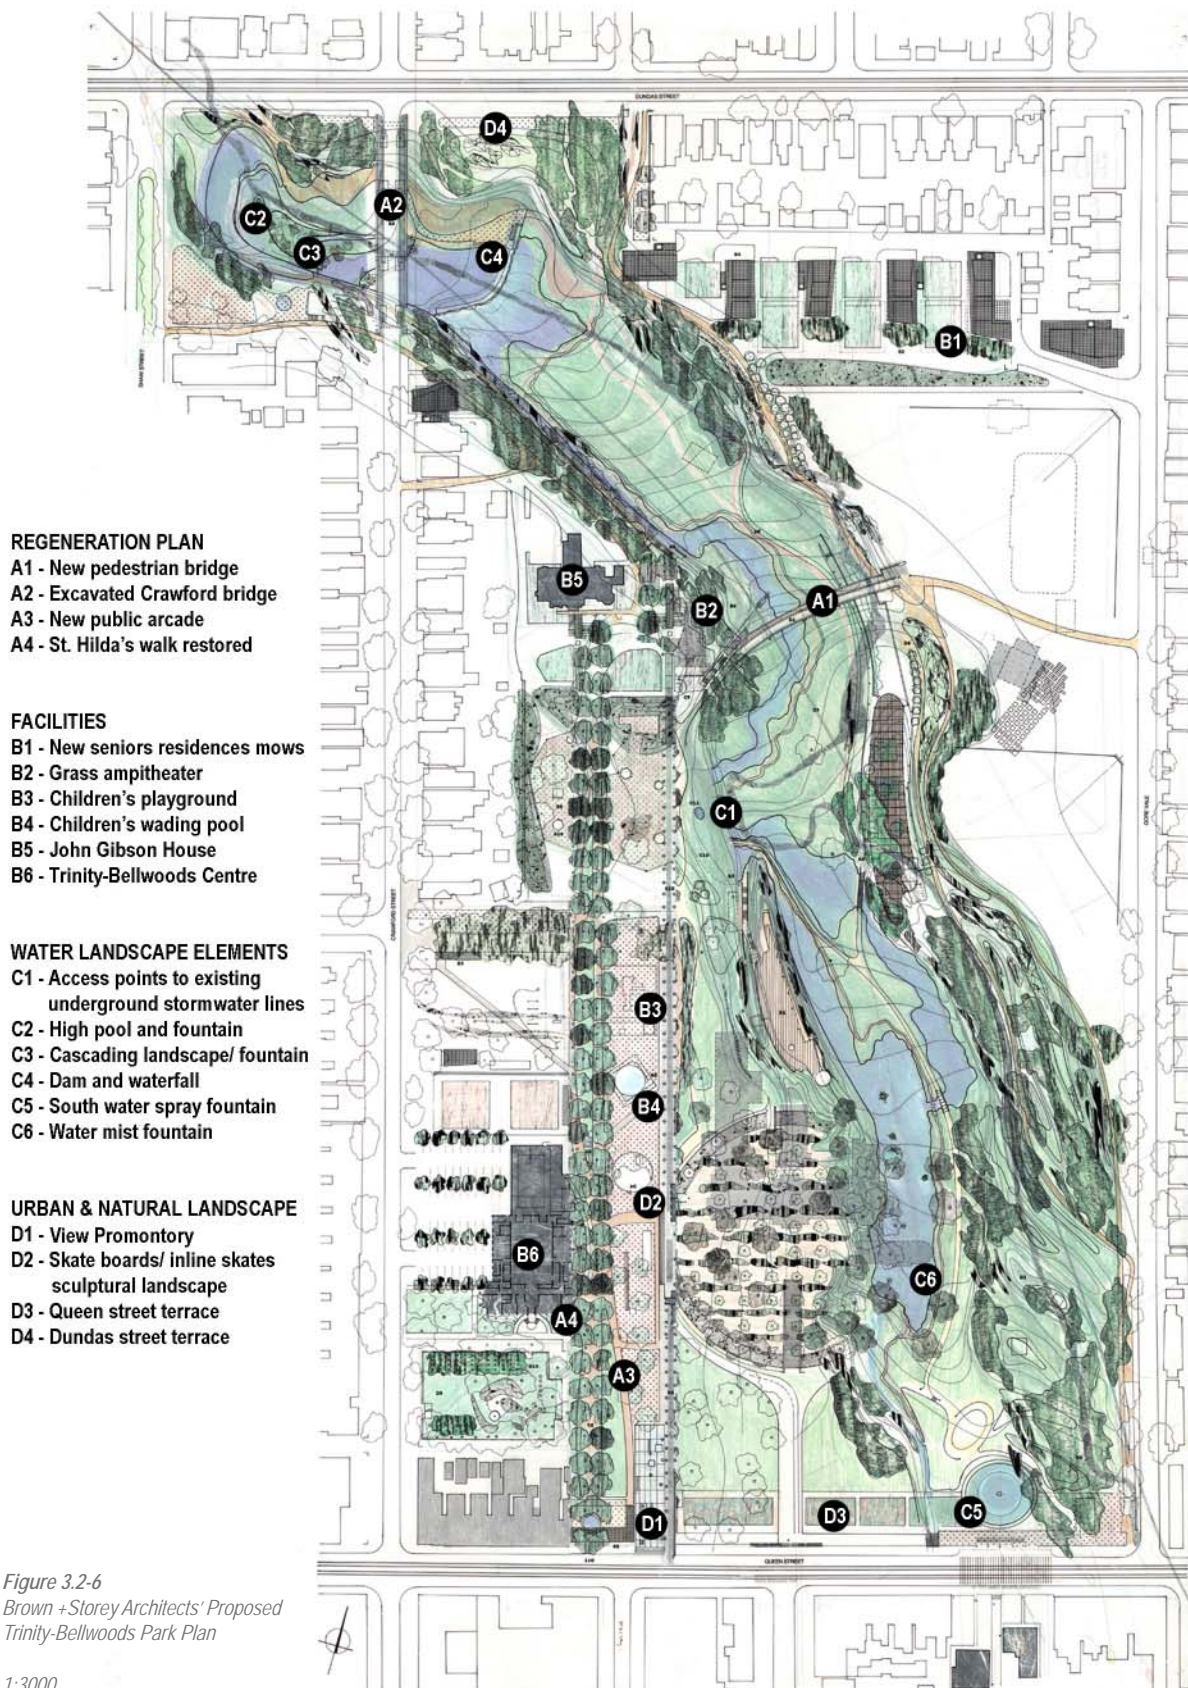 DUNDAS STREET
D4
A2
C2
C3
C4
B1
SHAW STREET
REGENERATION PLAN
A1 - New pedestrian bridge
A2 - Excavated Crawford bridge
A3 - New public arcade
A4 - St. Hilda's walk restored
B5
B2
A1
FACILITIES
B1 - New seniors residences mows
B2 - Grass ampitheater
B3 - Children's playground
B4 - Children's wading pool
B5 - John Gibson House
B6 - Trinity-Bellwoods Centre
C1
GORE VALE
CRAWFORD STREET
WATER LANDSCAPE ELEMENTS
C1 - Access points to existing
underground stormwater lines
C2 - High pool and fountain
C3 - Cascading landscape/ fountain
C4 - Dam and waterfall
C5 - South water spray fountain
C6 - Water mist fountain
B3
B4
URBAN & NATURAL LANDSCAPE
D1 - View Promontory
D2 - Skate boards/ inline skates
sculptural landscape
D3 - Queen street terrace
D4 - Dundas street terrace
D2
B6
C6
A4
A3
D1
D3
C5
QUEEN STREET
Figure 3.2-6
Brown +Storey Architects' Proposed
Trinity-Bellwoods Park Plan
1:3000